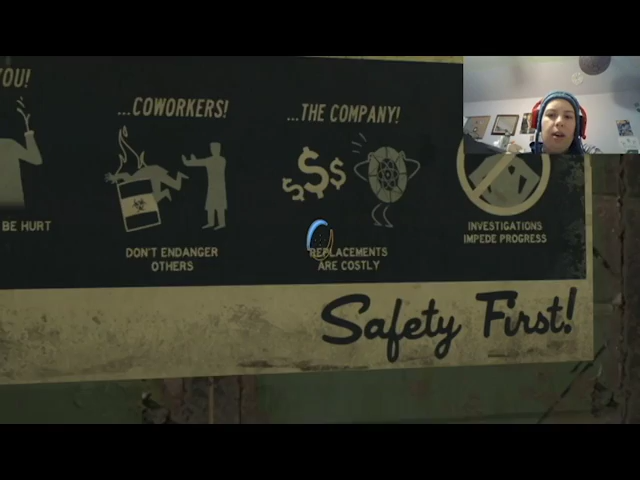 YOU!
...COWORKERS!
...THE COMPANY!
BE HURT
DON'T ENDANGER
OTHERS
REPLACEMENTS
ARE COSTLY
INVESTIGATIONS
IMPEDE PROGRESS
Safety First!